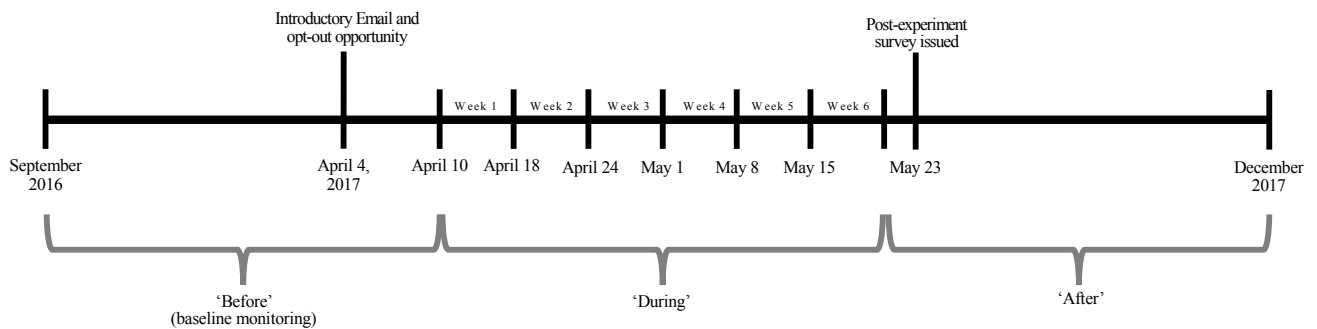 Introductory Email and
opt-out opportunity
Post-experiment
survey issued
Week 1
Week 2
Week 3
Week 4
Week 5
Week 6
September
2016
April 4,
2017
April 10
April 18
April 24
May 1
May 8
May 15
May 23
December
2017
‘Before’
(baseline monitoring)
‘During’
‘After’